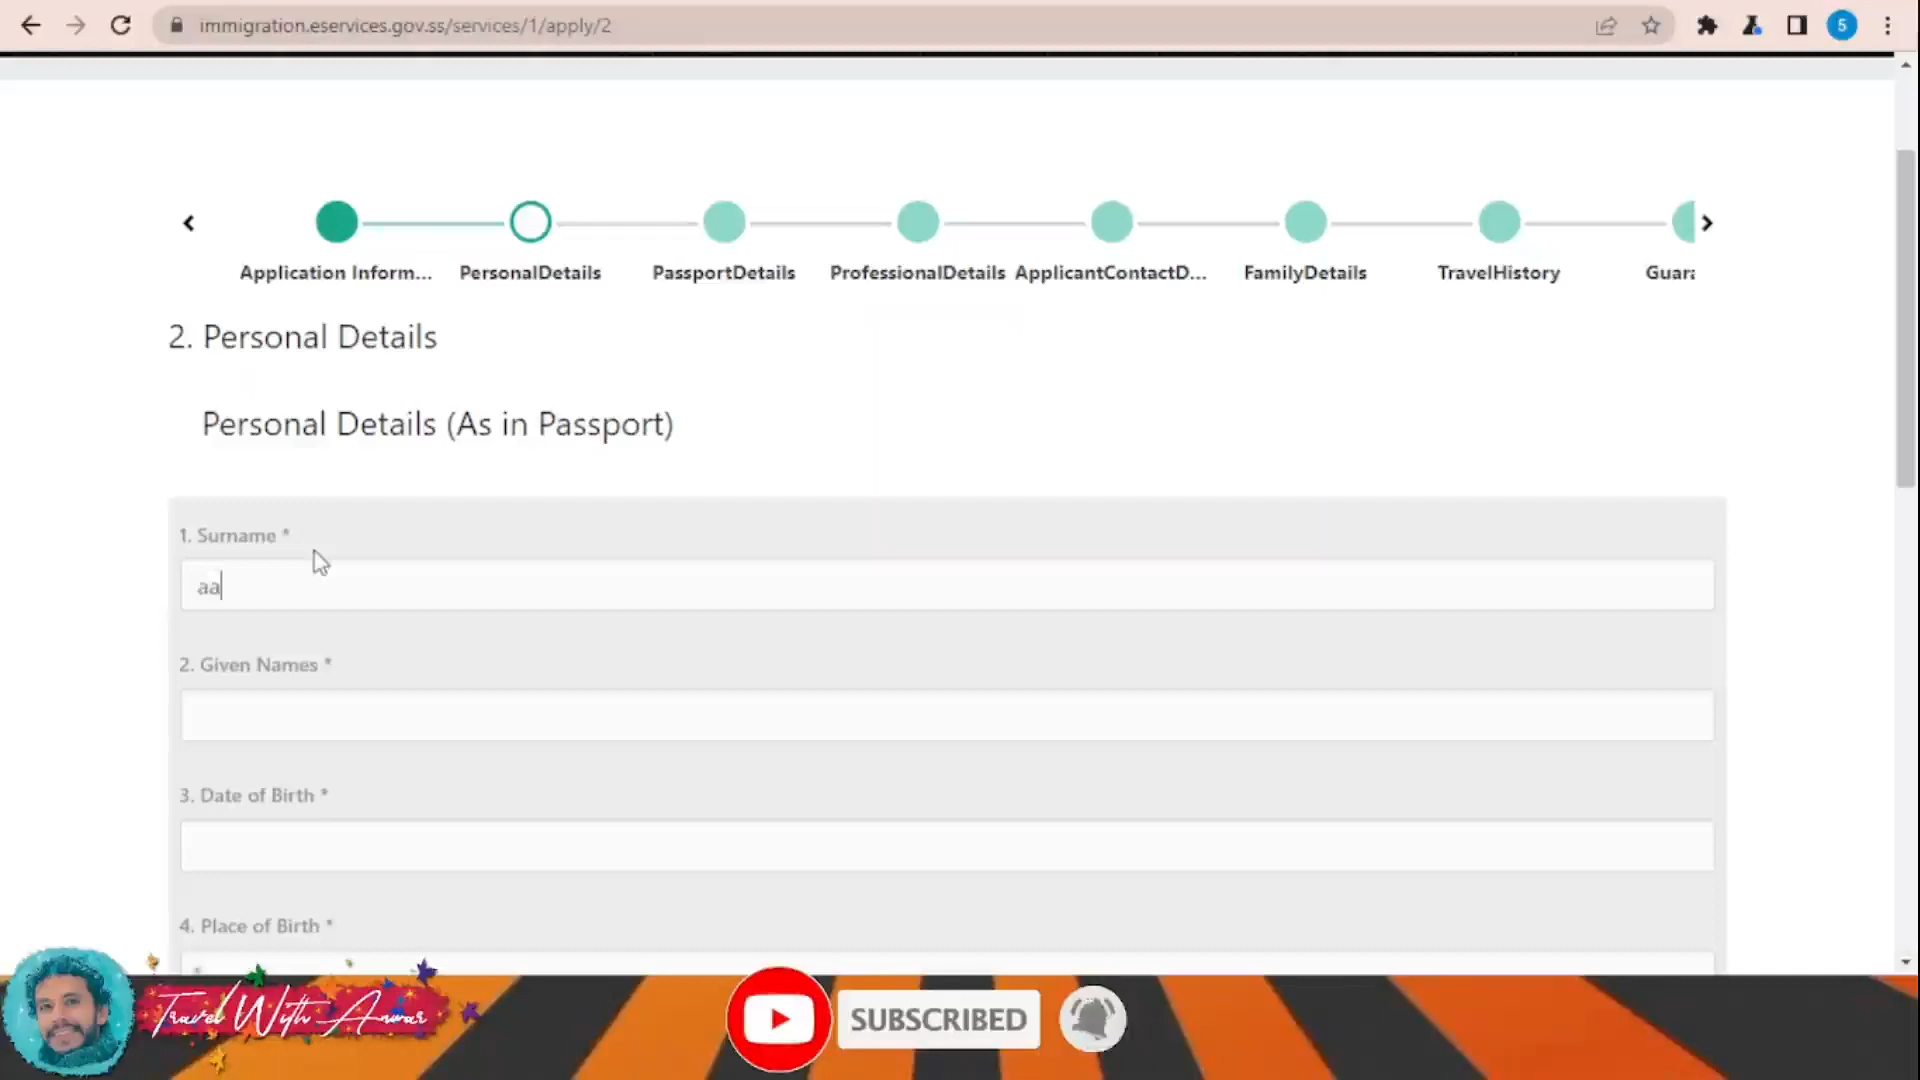 immigration.eservices.gov.ss/services/1/apply/2
5
Application Inform...
PersonalDetails
PassportDetails
ProfessionalDetails
ApplicantContactD...
FamilyDetails
TravelHistory
Guara
2. Personal Details
Personal Details (As in Passport)
1. Surname *
aa
2. Given Names *
3. Date of Birth *
4. Place of Birth *
Travel With Anwar
SUBSCRIBED